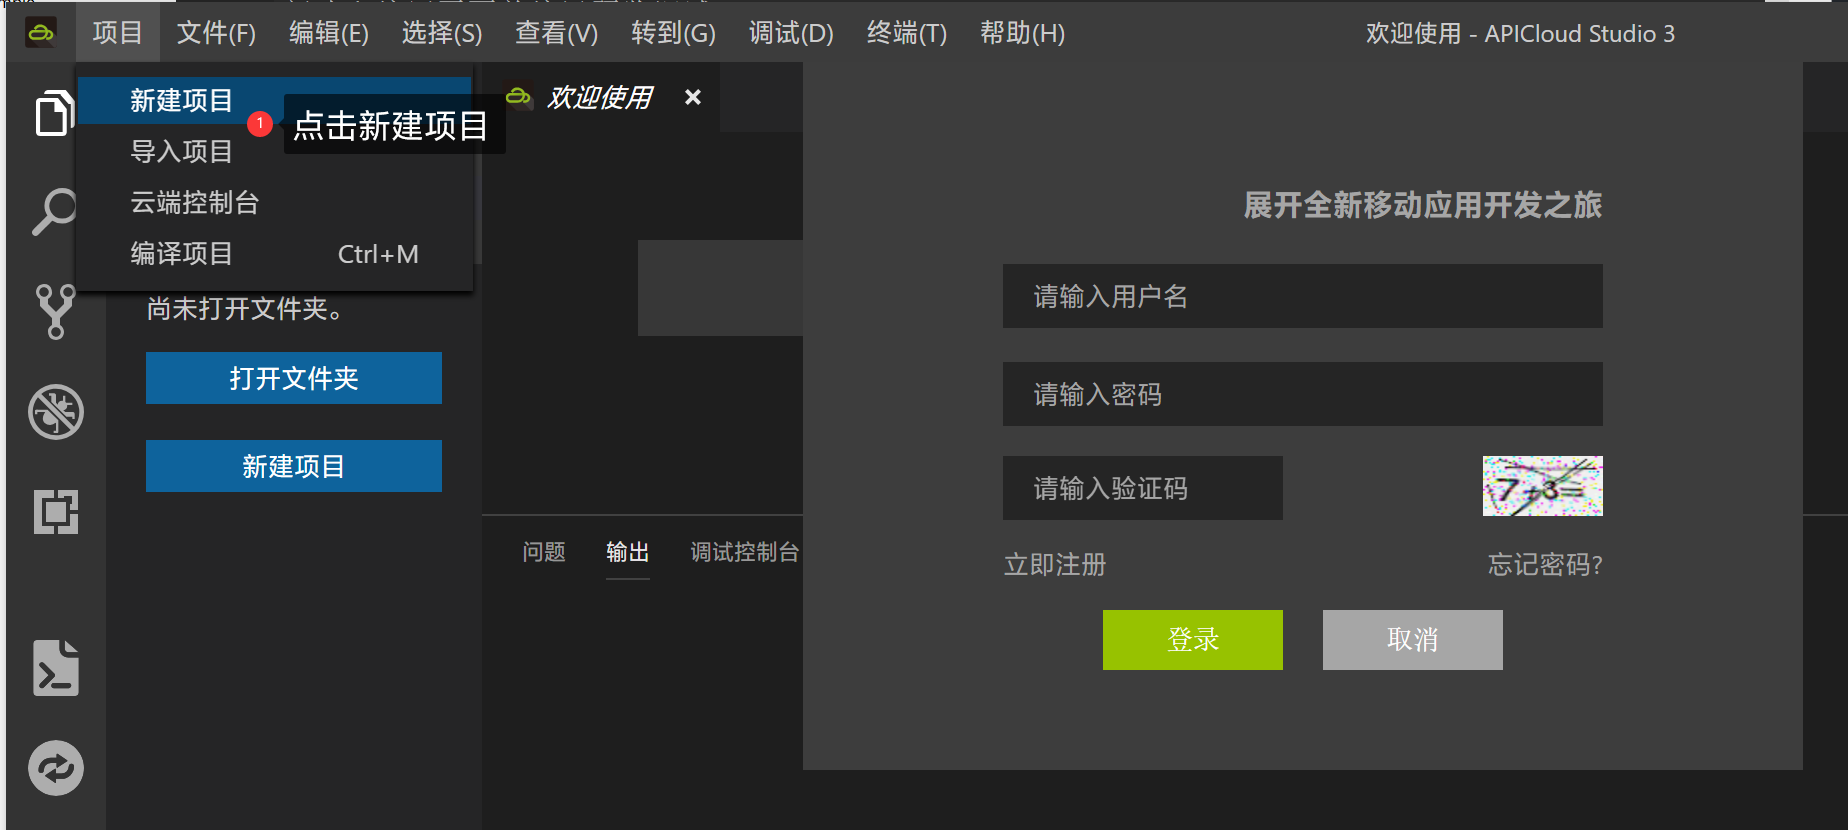 项目 文件(F) 编辑(E) 选择(S) 查看(V) 转到(G) 调试(D) 终端(T) 帮助(H) 欢迎使用 - APICloud Studio 3
新建项目
1
点击新建项目
导入项目
云端控制台
编译项目 Ctrl+M
尚未打开文件夹。
打开文件夹
新建项目
欢迎使用
问题 输出 调试控制台
展开全新移动应用开发之旅
请输入用户名
请输入密码
请输入验证码
7+3=
立即注册 忘记密码?
登录 取消